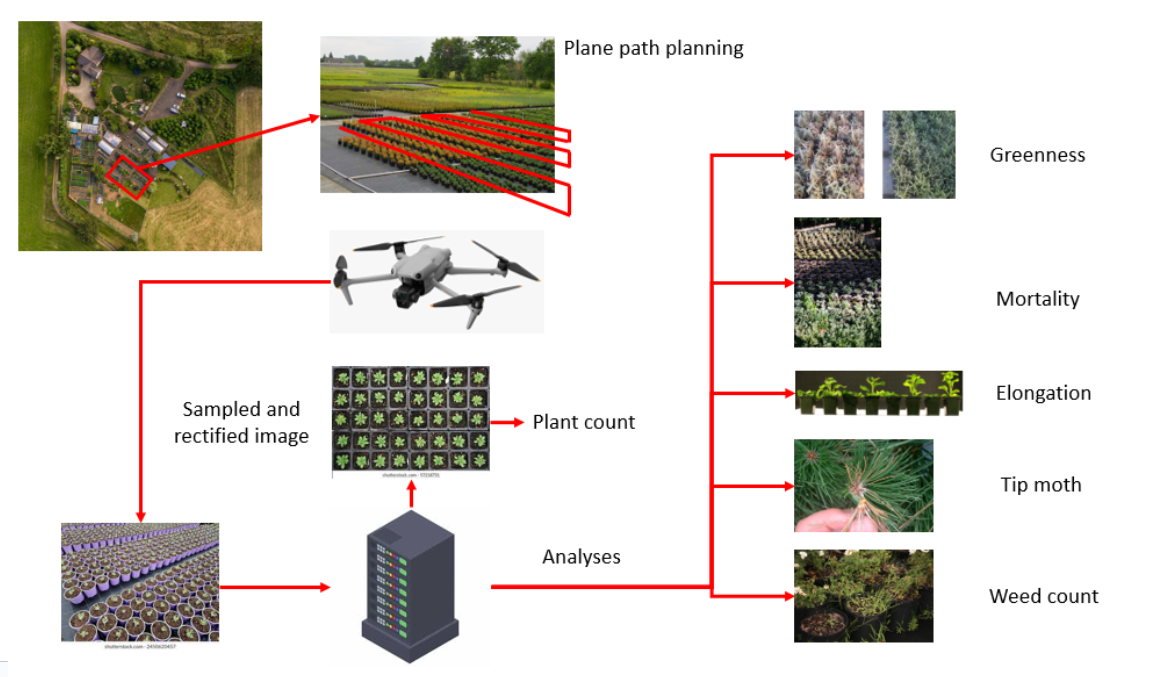 Plane path planning
Greenness
Mortality
Elongation
Sampled and
rectified image
Plant count
Tip moth
Analyses
Weed count
shutterstock.com · 2450620407